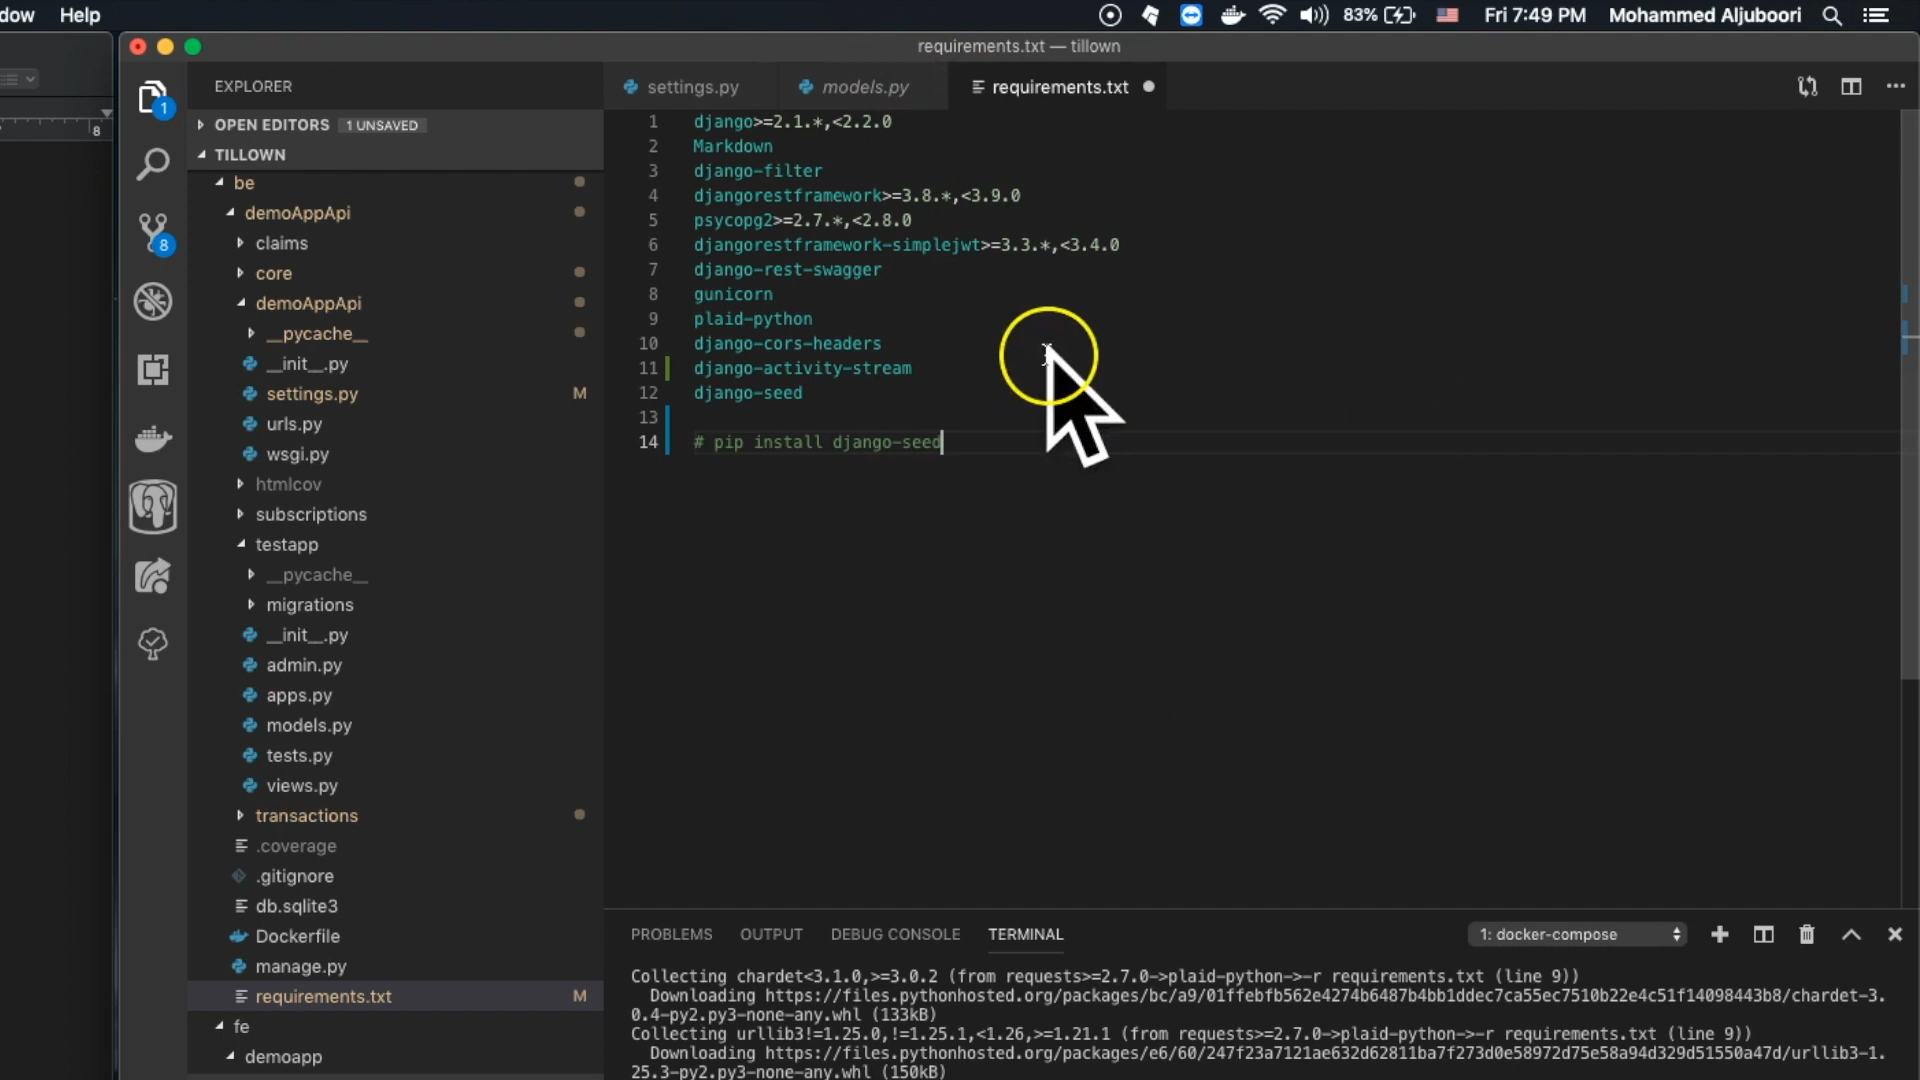 dow Help
83% Fri 7:49 PM Mohammed Aljuboori
requirements.txt — tillown
8
EXPLORER
settings.py models.py requirements.txt
1
OPEN EDITORS 1 UNSAVED
TILLOWN
be
demoAppApi
claims
8
core
demoAppApi
__pycache__
__init__.py
settings.py M
urls.py
wsgi.py
htmlcov
subscriptions
testapp
__pycache__
migrations
__init__.py
admin.py
apps.py
models.py
tests.py
views.py
transactions
.coverage
.gitignore
db.sqlite3
Dockerfile
manage.py
requirements.txt M
fe
demoapp
1 django>=2.1.*,<2.2.0
2 Markdown
3 django-filter
4 djangorestframework>=3.8.*,<3.9.0
5 psycopg2>=2.7.*,<2.8.0
6 djangorestframework-simplejwt>=3.3.*,<3.4.0
7 django-rest-swagger
8 gunicorn
9 plaid-python
10 django-cors-headers
11 django-activity-stream
12 django-seed
13
14 # pip install django-seed
PROBLEMS OUTPUT DEBUG CONSOLE TERMINAL 1: docker-compose
Collecting chardet<3.1.0,>=3.0.2 (from requests>=2.7.0->plaid-python->-r requirements.txt (line 9))
Downloading https://files.pythonhosted.org/packages/bc/a9/01ffebfb562e4274b6487b4bb1ddec7ca55ec7510b22e4c51f14098443b8/chardet-3.
0.4-py2.py3-none-any.whl (133kB)
Collecting urllib3!=1.25.0,!=1.25.1,<1.26,>=1.21.1 (from requests>=2.7.0->plaid-python->-r requirements.txt (line 9))
Downloading https://files.pythonhosted.org/packages/e6/60/247f23a7121ae632d62811ba7f273d0e58972d75e58a94d329d51550a47d/urllib3-1.
25.3-py2.py3-none-any.whl (150kB)